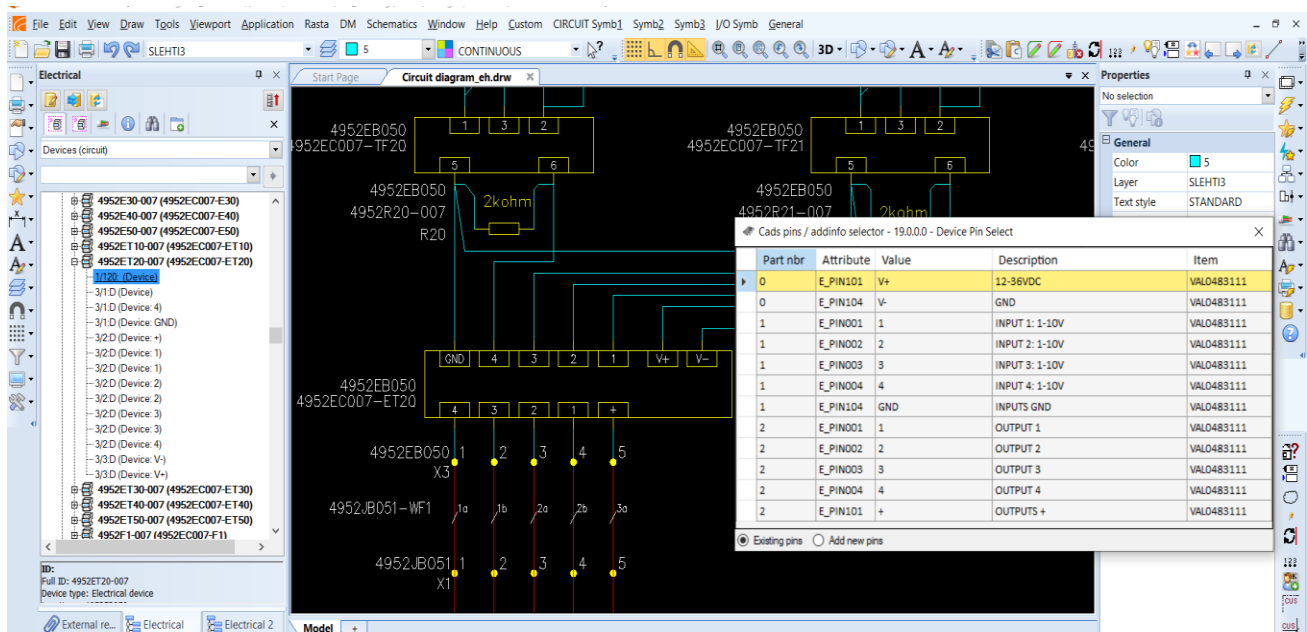 File Edit View Draw Tools Viewport Application Rasta DM Schematics Window Help Custom CIRCUIT Symb1 Symb2 Symb3 I/O Symb General
SLEHTI3 5 CONTINUOUS 3D
Electrical
Devices (circuit)
4952E30-007 (4952EC007-E30)
4952E40-007 (4952EC007-E40)
4952E50-007 (4952EC007-E50)
4952ET10-007 (4952EC007-ET10)
4952ET20-007 (4952EC007-ET20)
1/120: (Device)
3/1:D (Device)
3/1:D (Device: 4)
3/1:D (Device: GND)
3/2:D (Device: +)
3/2:D (Device: 1)
3/2:D (Device: 1)
3/2:D (Device: 2)
3/2:D (Device: 2)
3/2:D (Device: 3)
3/2:D (Device: 3)
3/2:D (Device: 4)
3/3:D (Device: V-)
3/3:D (Device: V+)
4952ET30-007 (4952EC007-ET30)
4952ET40-007 (4952EC007-ET40)
4952ET50-007 (4952EC007-ET50)
4952F1-007 (4952EC007-F1)
ID:
Full ID: 4952ET20-007
Device type: Electrical device
External re... Electrical Electrical 2
Start Page Circuit diagram_eh.drw
4952EB050 1 3 2
4952EC007-TF20
5 6
4952EB050
4952R20-007 2kohm
R20
4952EB050 1 3 2
4952EC007-TF21
5 6
4952EB050
4952R21-007 2kohm
GND 4 3 2 1 V+ V-
4952EB050
4952EC007-ET20
4 3 2 1 +
4952EB050 1 2 3 4 5
X3
4952JB051-WF1 1a 1b 2a 2b 3a
4952JB051 1 2 3 4 5
X1
Model +
Properties
No selection
General
Color 5
Layer SLEHTI3
Text style STANDARD
Cads pins / addinfo selector - 19.0.0.0 - Device Pin Select
Part nbr Attribute Value Description Item
0 E_PIN101 V+ 12-36VDC VAL0483111
0 E_PIN104 V- GND VAL0483111
1 E_PIN001 1 INPUT 1: 1-10V VAL0483111
1 E_PIN002 2 INPUT 2: 1-10V VAL0483111
1 E_PIN003 3 INPUT 3: 1-10V VAL0483111
1 E_PIN004 4 INPUT 4: 1-10V VAL0483111
1 E_PIN104 GND INPUTS GND VAL0483111
2 E_PIN001 1 OUTPUT 1 VAL0483111
2 E_PIN002 2 OUTPUT 2 VAL0483111
2 E_PIN003 3 OUTPUT 3 VAL0483111
2 E_PIN004 4 OUTPUT 4 VAL0483111
2 E_PIN101 + OUTPUTS + VAL0483111
Existing pins Add new pins